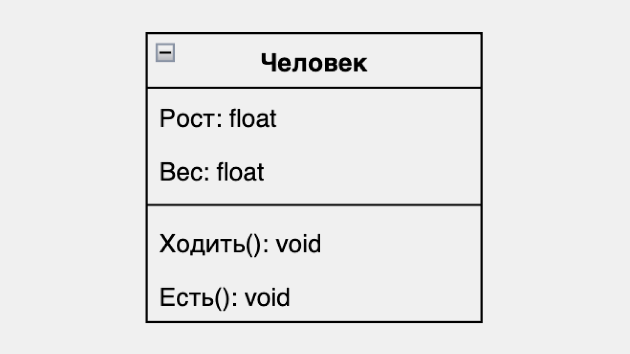 Человек
Рост: float
Вес: float
Ходить(): void
Есть(): void